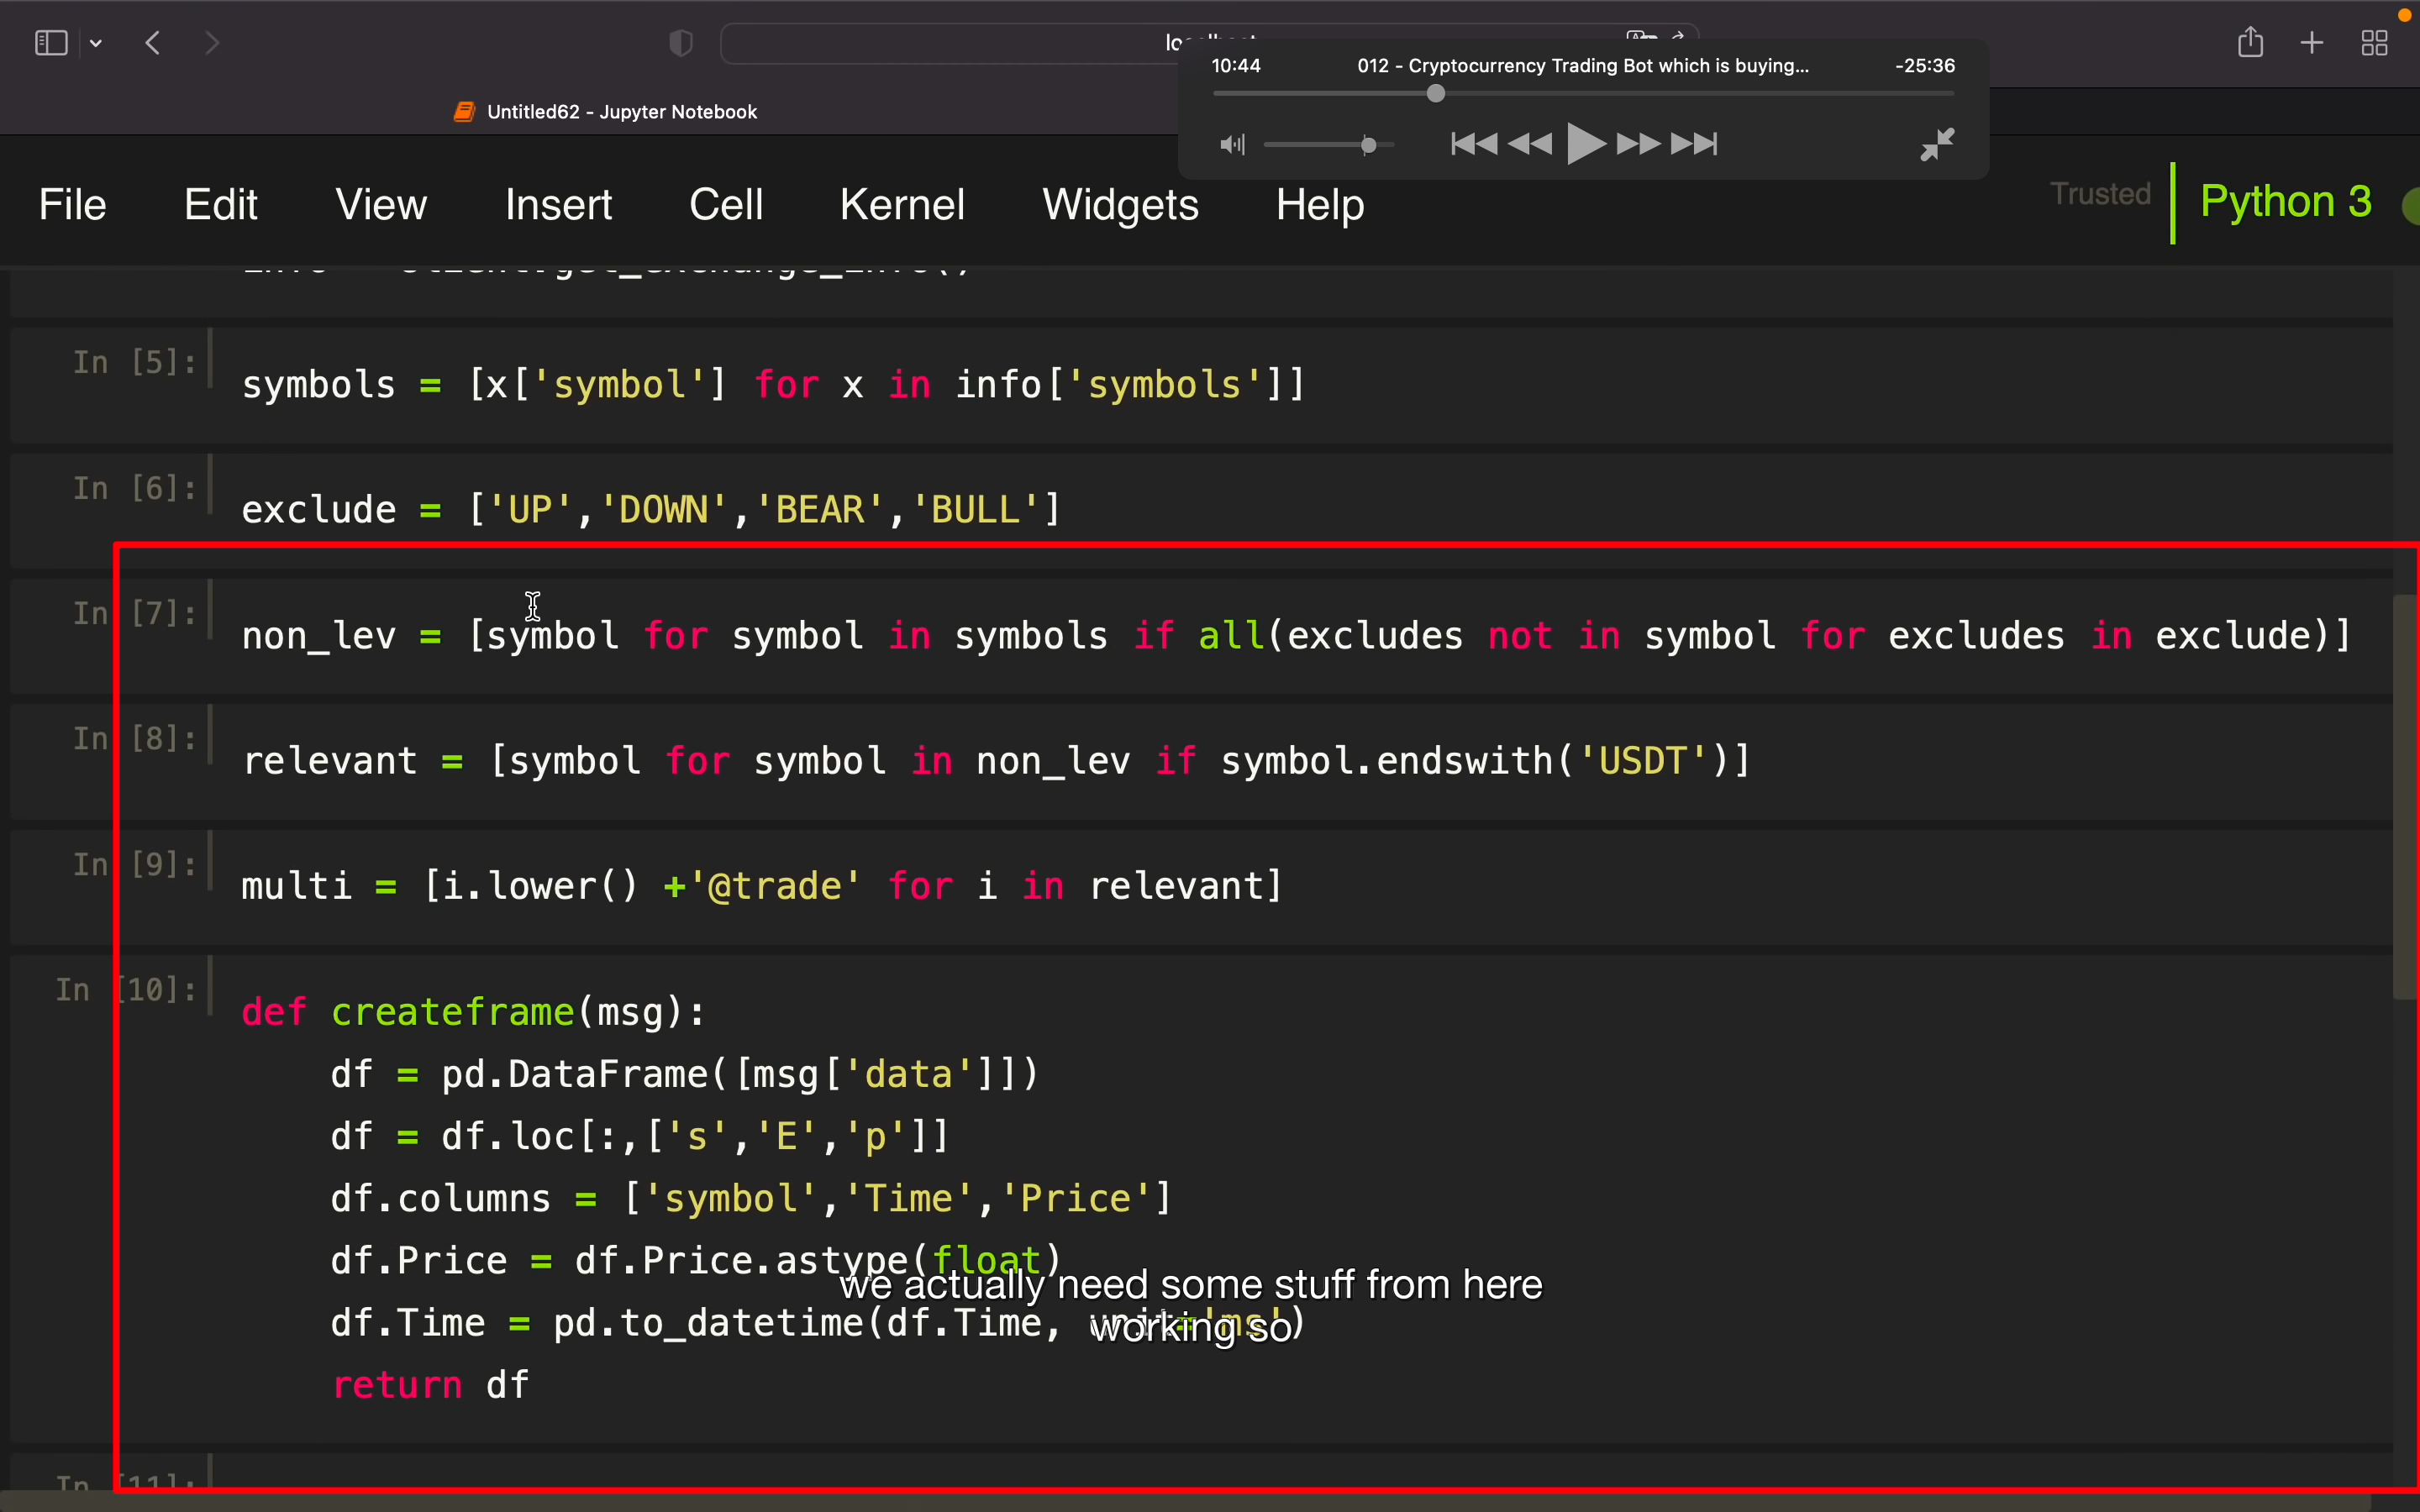 10:44 012 - Cryptocurrency Trading Bot which is buying... -25:36
Untitled62 - Jupyter Notebook
File Edit View Insert Cell Kernel Widgets Help Trusted Python 3
In [5]: symbols = [x['symbol'] for x in info['symbols']]
In [6]: exclude = ['UP','DOWN','BEAR','BULL']
In [7]: non_lev = [symbol for symbol in symbols if all(excludes not in symbol for excludes in exclude)]
In [8]: relevant = [symbol for symbol in non_lev if symbol.endswith('USDT')]
In [9]: multi = [i.lower() +'@trade' for i in relevant]
In [10]: def createframe(msg):
df = pd.DataFrame([msg['data']])
df = df.loc[:,['s','E','p']]
df.columns = ['symbol','Time','Price']
df.Price = df.Price.astype(float)
we actually need some stuff from here
df.Time = pd.to_datetime(df.Time, unit='ms')
working so
return df
In [11]: